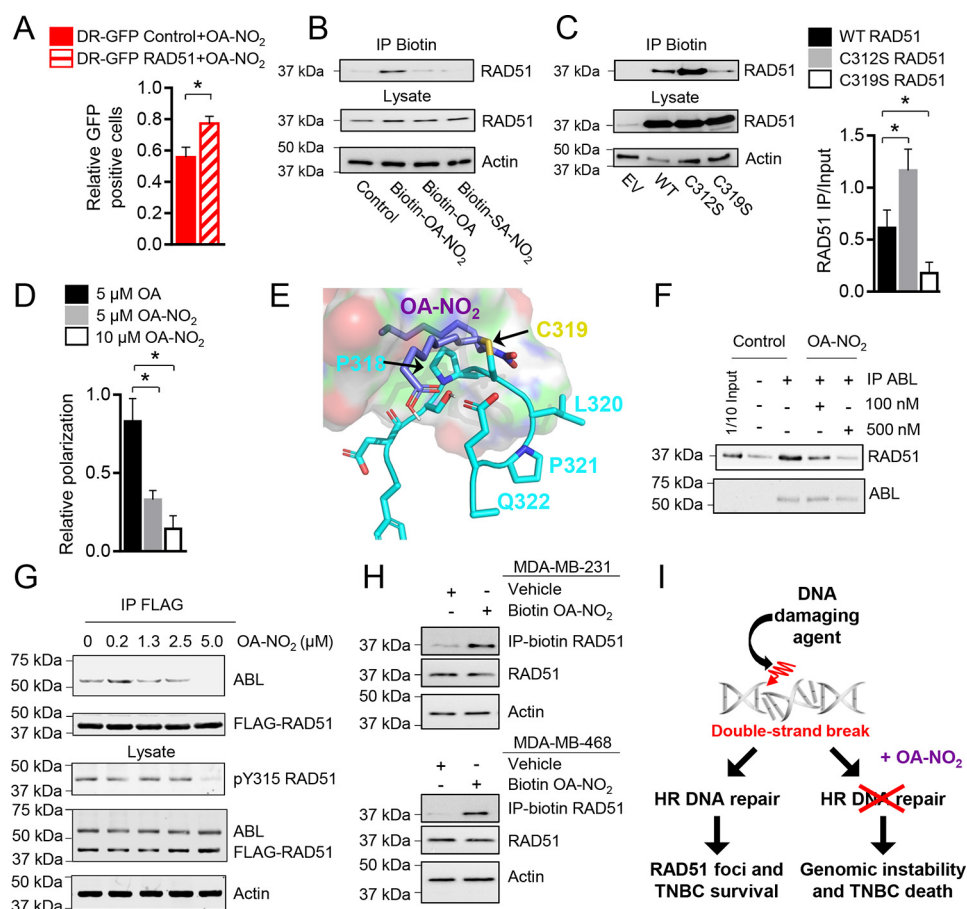 A
DR-GFP Control+OA-NO2
DR-GFP RAD51+OA-NO2
*
1.0
0.8
0.6
0.4
0.2
0.0
Relative GFP
positive cells
B
IP Biotin
37 kDa
RAD51
Lysate
37 kDa
RAD51
50 kDa
37 kDa
Actin
Control
Biotin-OA-NO2
Biotin-OA
Biotin-SA-NO2
C
IP Biotin
37 kDa
RAD51
Lysate
50 kDa
37 kDa
RAD51
50 kDa
37 kDa
Actin
EV
WT
C312S
C319S
WT RAD51
C312S RAD51
C319S RAD51
*
*
1.5
1.0
0.5
0.0
RAD51 IP/Input
D
5 µM OA
5 µM OA-NO2
10 µM OA-NO2
*
*
1.0
0.5
0.0
Relative polarization
E
OA-NO2
C319
P318
L320
P321
Q322
F
Control
OA-NO2
1/10 Input
- + + + IP ABL
- - + 100 nM
- - + 500 nM
37 kDa
RAD51
75 kDa
50 kDa
ABL
G
IP FLAG
0 0.2 1.3 2.5 5.0 OA-NO2 (µM)
75 kDa
50 kDa
ABL
50 kDa
37 kDa
FLAG-RAD51
Lysate
50 kDa
37 kDa
pY315 RAD51
75 kDa
50 kDa
37 kDa
ABL
FLAG-RAD51
50 kDa
37 kDa
Actin
H
MDA-MB-231
+ - Vehicle
- + Biotin OA-NO2
37 kDa
IP-biotin RAD51
37 kDa
RAD51
50 kDa
37 kDa
Actin
MDA-MB-468
+ - Vehicle
- + Biotin OA-NO2
37 kDa
IP-biotin RAD51
37 kDa
RAD51
50 kDa
37 kDa
Actin
I
DNA
damaging
agent
Double-strand break
+ OA-NO2
HR DNA repair
HR DNA repair
RAD51 foci and
TNBC survival
Genomic instability
and TNBC death